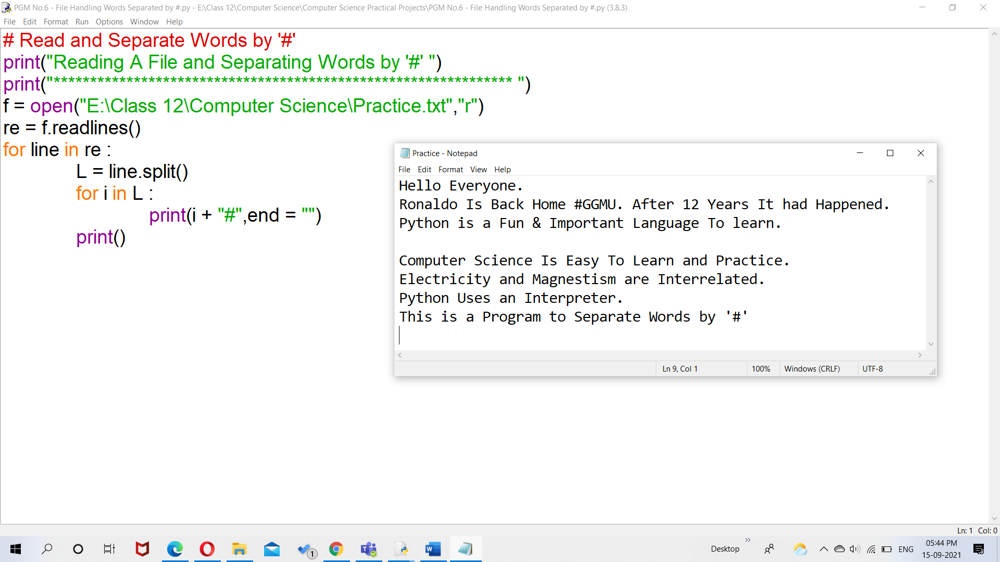 PGM No.6 - File Handling Words Separated by #.py - E:\Class 12\Computer Science\Computer Science Practical Projects\PGM No.6 - File Handling Words Separated by #.py (3.8.3)
File Edit Format Run Options Window Help
# Read and Separate Words by '#'
print("Reading A File and Separating Words by '#' ")
print("*************************************************************** ")
f = open("E:\Class 12\Computer Science\Practice.txt","r")
re = f.readlines()
for line in re :
L = line.split()
for i in L :
print(i + "#",end = "")
print()
Practice - Notepad
File Edit Format View Help
Hello Everyone.
Ronaldo Is Back Home #GGMU. After 12 Years It had Happened.
Python is a Fun & Important Language To learn.
Computer Science Is Easy To Learn and Practice.
Electricity and Magnestism are Interrelated.
Python Uses an Interpreter.
This is a Program to Separate Words by '#'
Ln 9, Col 1 100% Windows (CRLF) UTF-8
Ln: 1 Col: 0
1 Desktop ENG 05:44 PM
15-09-2021